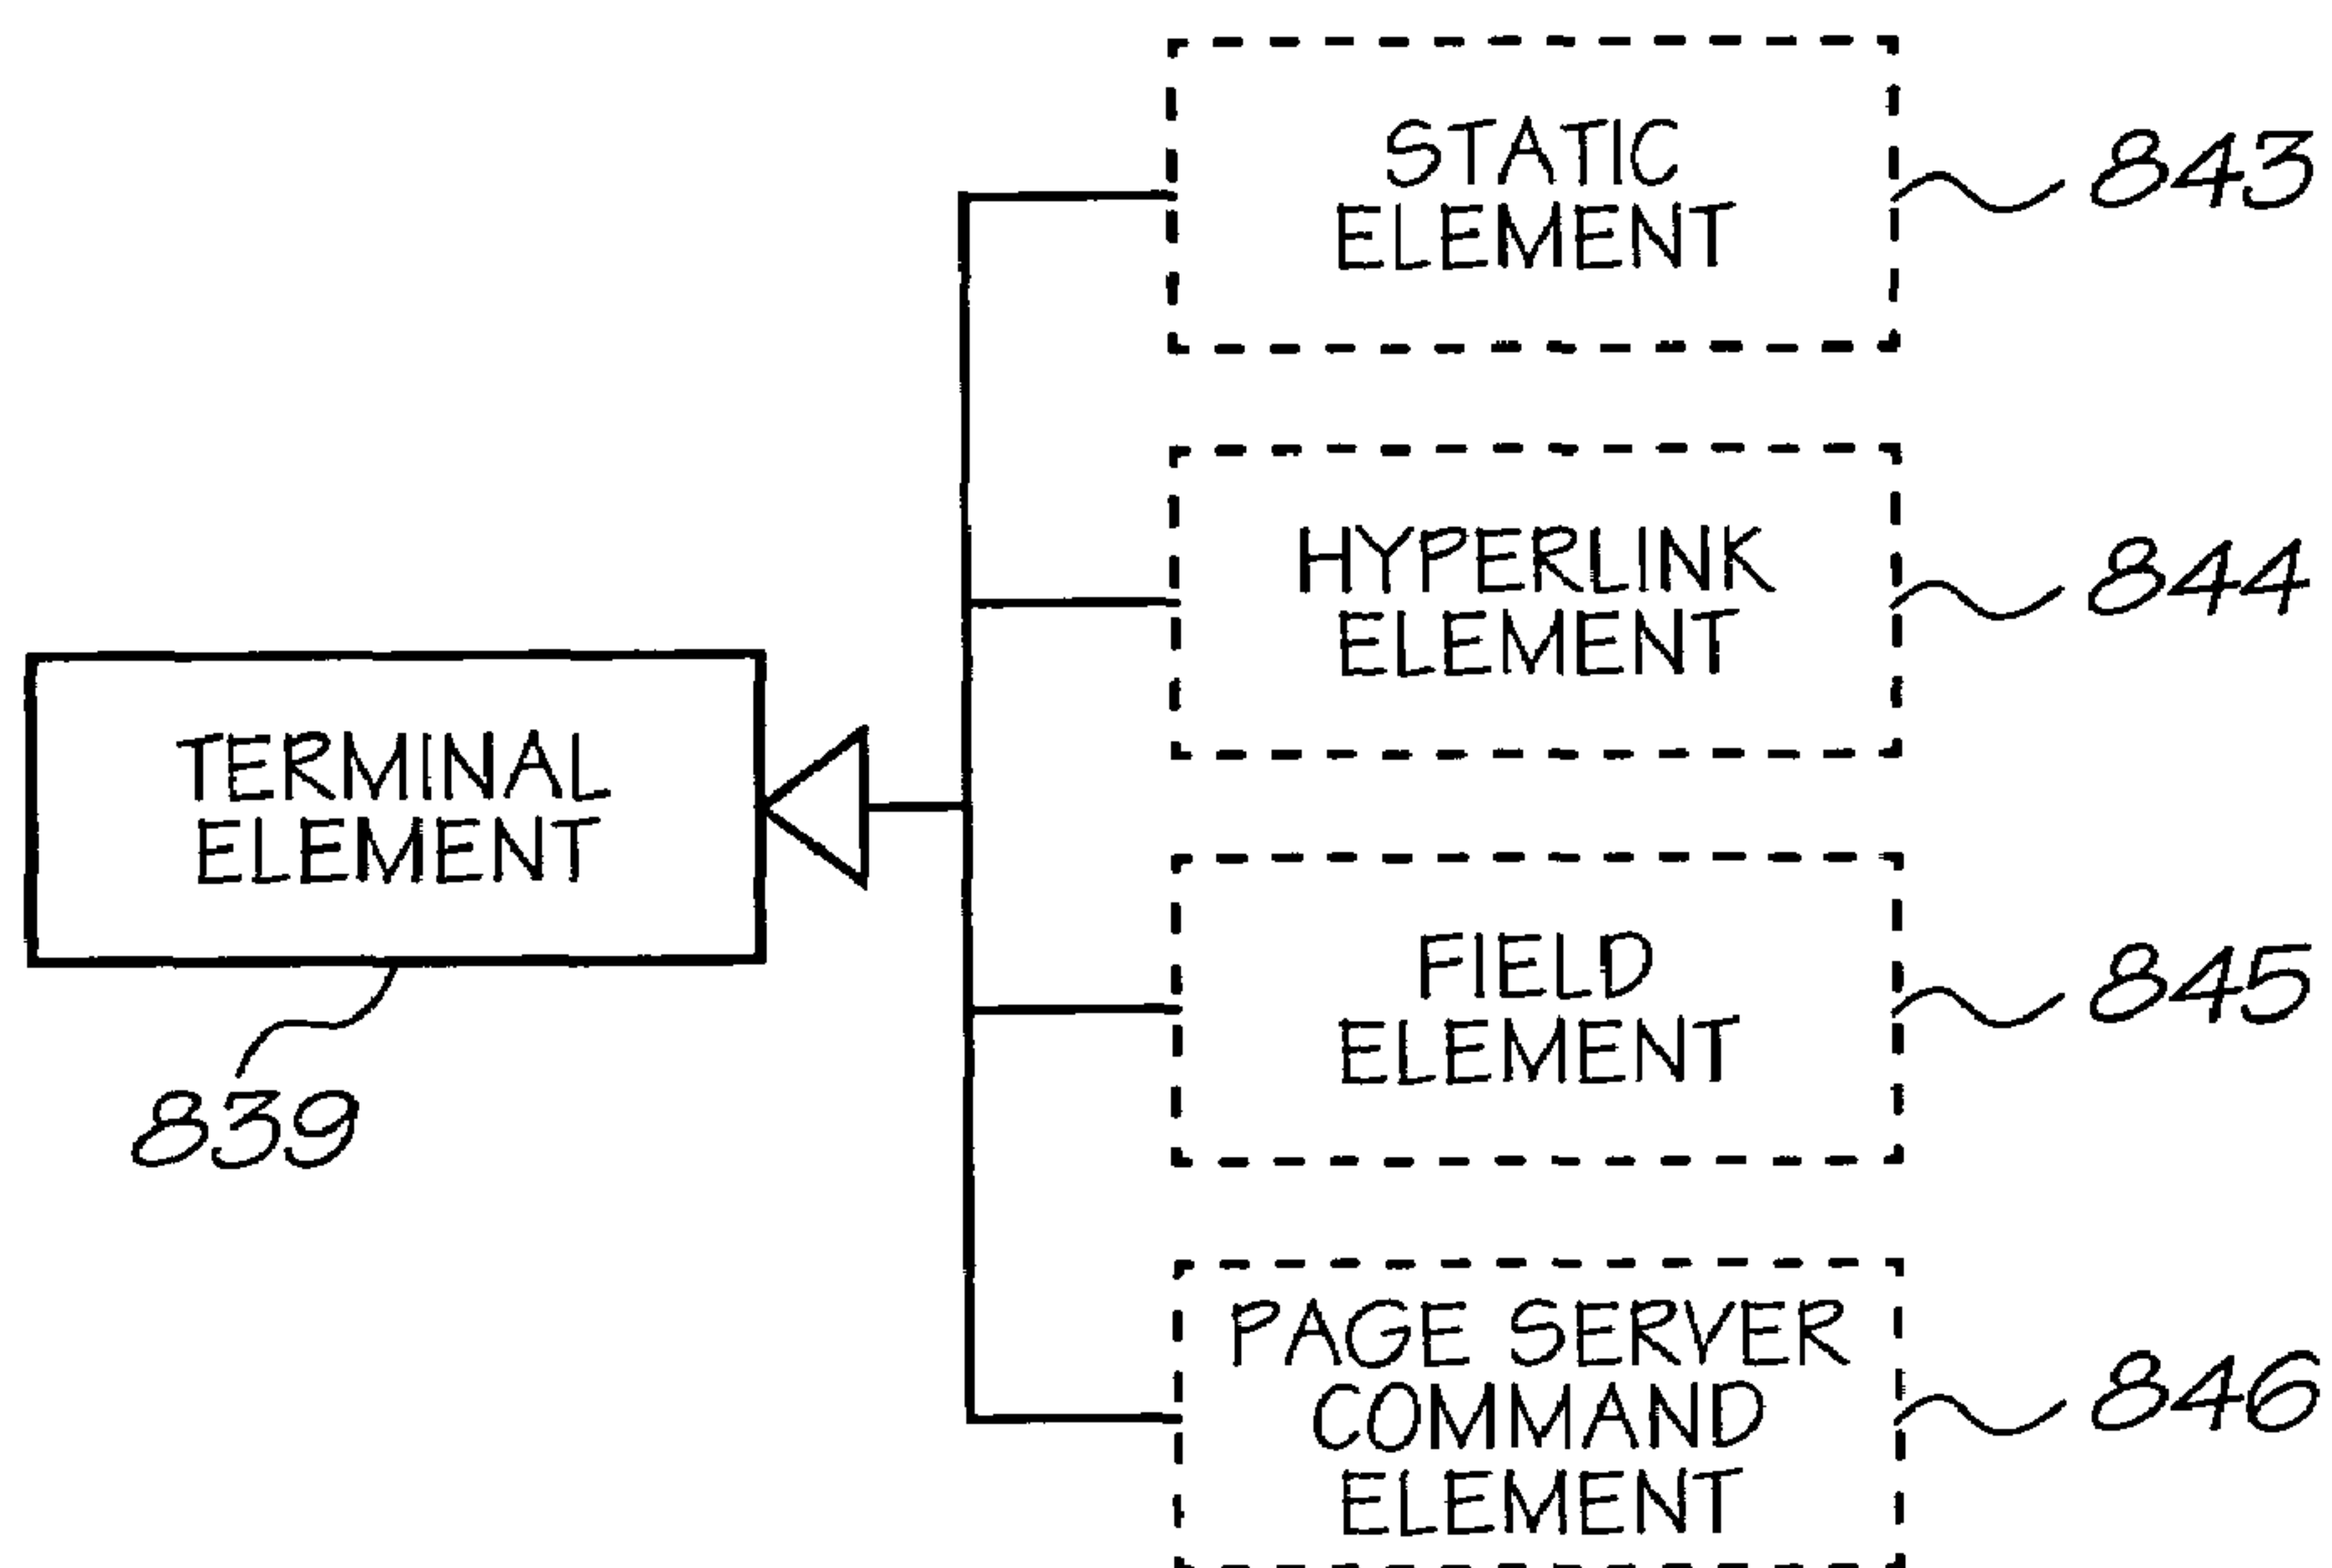 STATIC
ELEMENT
843
HYPERLINK
ELEMENT
844
TERMINAL
ELEMENT
839
FIELD
ELEMENT
845
PAGE SERVER
COMMAND
ELEMENT
846